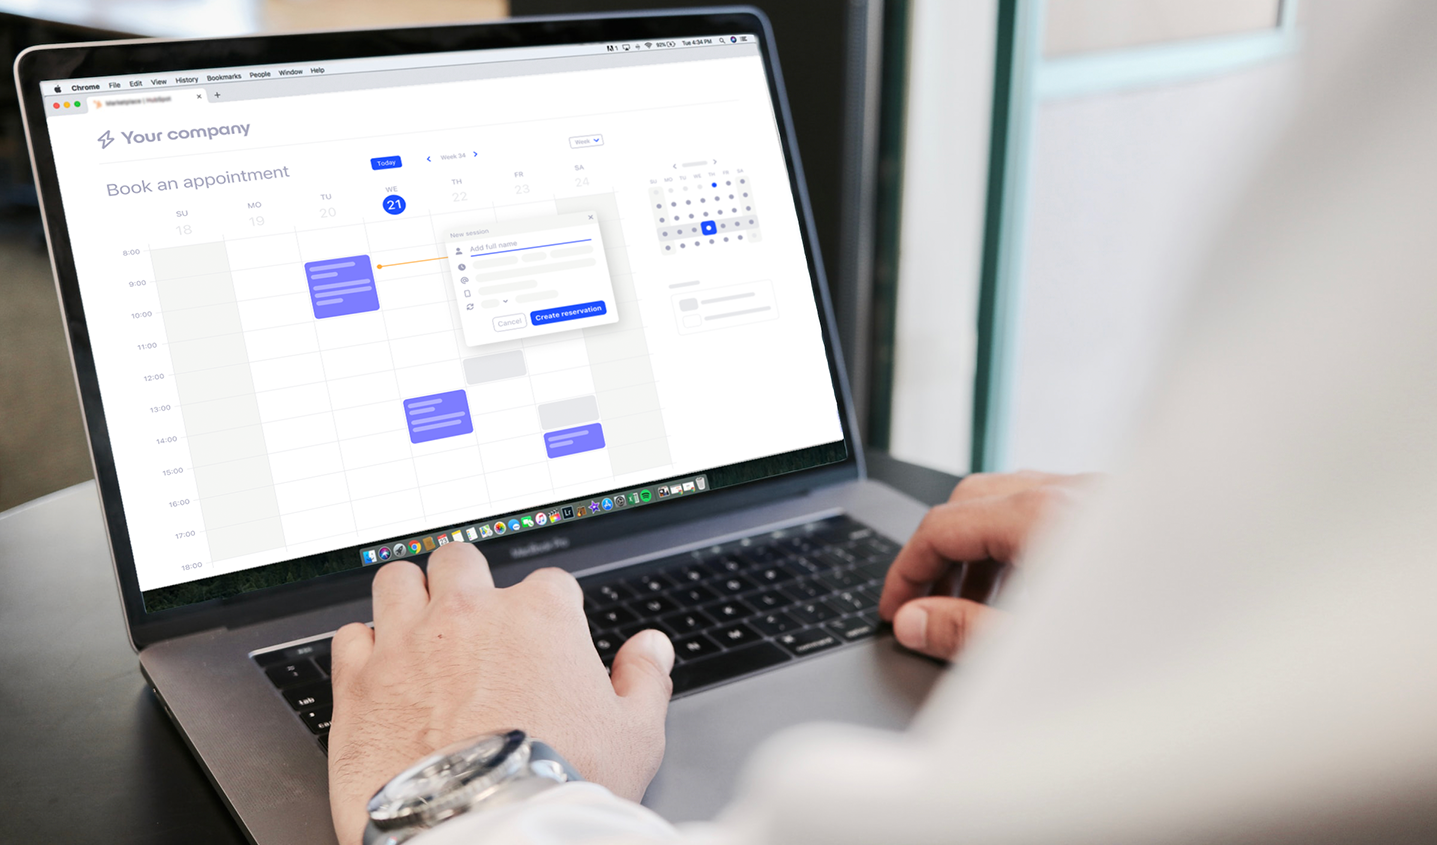 Chrome File Edit View History Bookmarks People Window Help
Tue 4:34 PM
Your company
Book an appointment
Today
Week 34
Week
SU MO TU WE TH FR SA
18 19 20 21 22 23 24
New session
Add full name
Cancel
Create reservation
8:00
9:00
10:00
11:00
12:00
13:00
14:00
15:00
16:00
17:00
18:00
MacBook Pro
tab